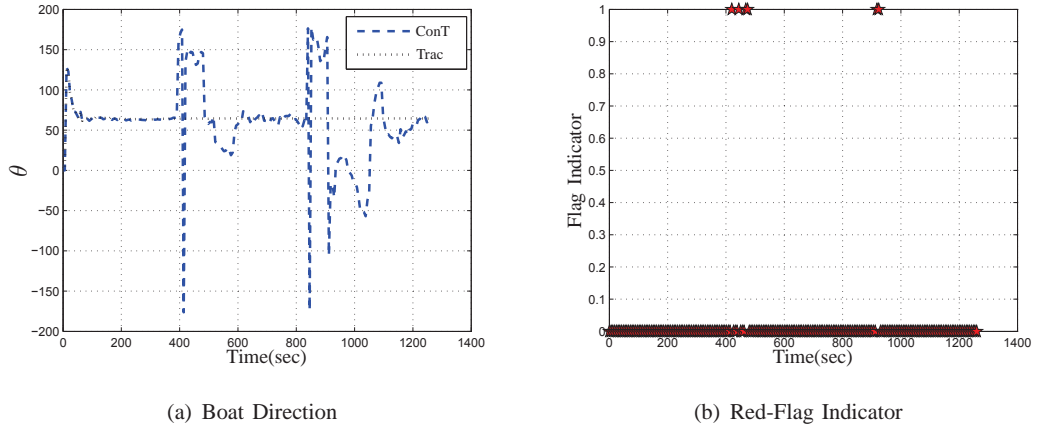 200
150
100
50
0
−50
−100
−150
−200
θ
0 200 400 600 800 1000 1200 1400
Time(sec)
ConT
Trac
(a) Boat Direction
1
0.9
0.8
0.7
0.6
0.5
0.4
0.3
0.2
0.1
0
Flag Indicator
0 200 400 600 800 1000 1200 1400
Time(sec)
(b) Red-Flag Indicator